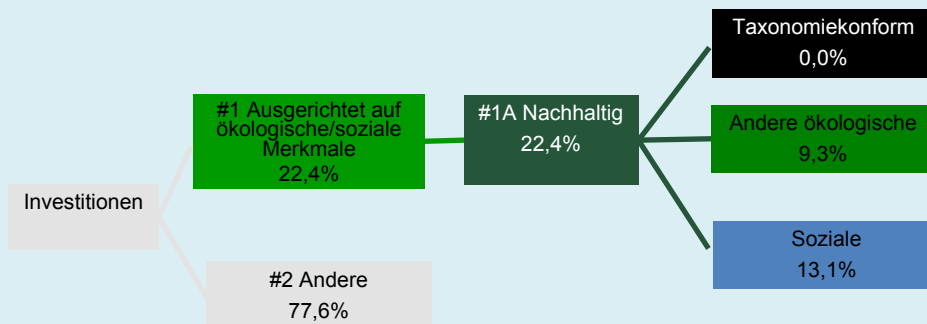 Investitionen
#1 Ausgerichtet auf
ökologische/soziale
Merkmale
22,4%
#2 Andere
77,6%
#1A Nachhaltig
22,4%
Taxonomiekonform
0,0%
Andere ökologische
9,3%
Soziale
13,1%